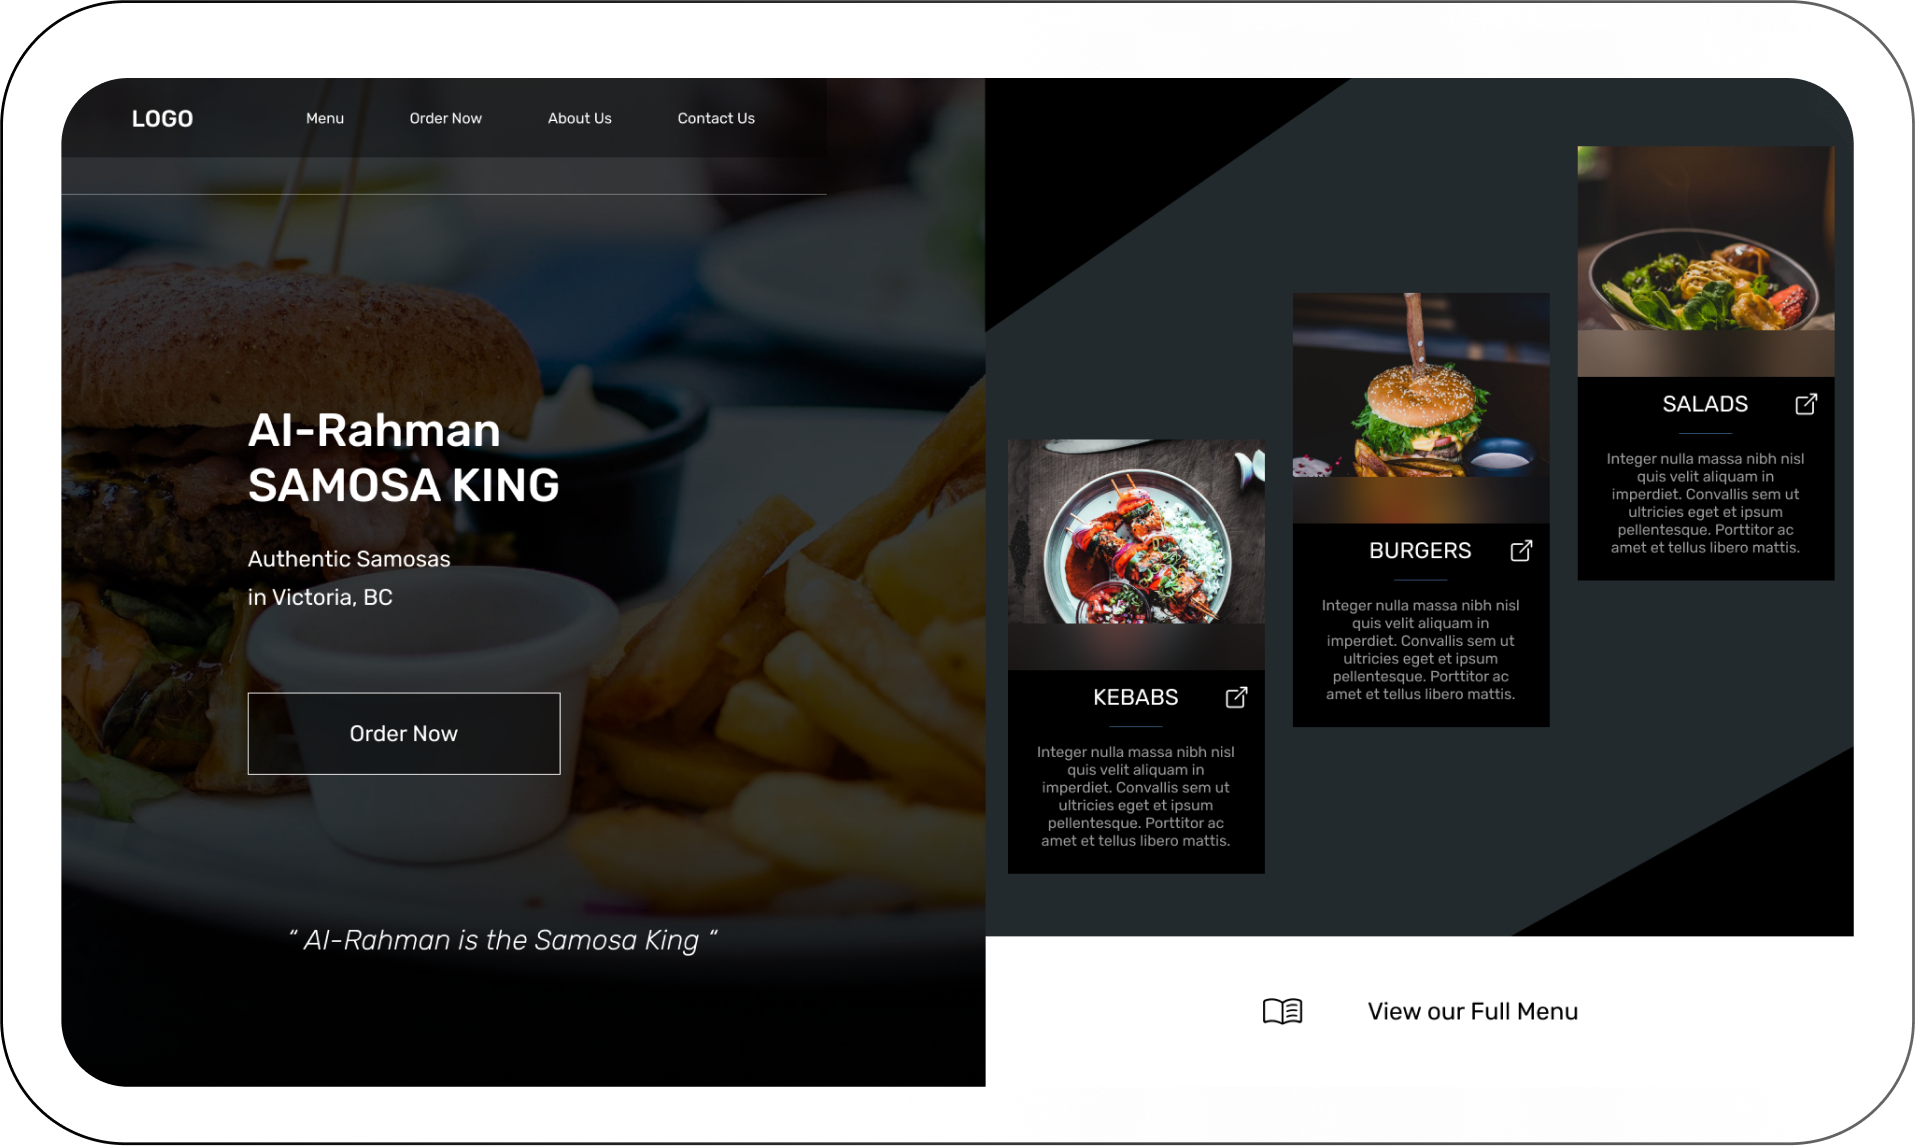 LOGO
Menu
Order Now
About Us
Contact Us
Al-Rahman
SAMOSA KING
Authentic Samosas
in Victoria, BC
Order Now
“ Al-Rahman is the Samosa King “
KEBABS
Integer nulla massa nibh nisl
quis velit aliquam in
imperdiet. Convallis sem ut
ultricies eget et ipsum
pellentesque. Porttitor ac
amet et tellus libero mattis.
BURGERS
Integer nulla massa nibh nisl
quis velit aliquam in
imperdiet. Convallis sem ut
ultricies eget et ipsum
pellentesque. Porttitor ac
amet et tellus libero mattis.
SALADS
Integer nulla massa nibh nisl
quis velit aliquam in
imperdiet. Convallis sem ut
ultricies eget et ipsum
pellentesque. Porttitor ac
amet et tellus libero mattis.
View our Full Menu